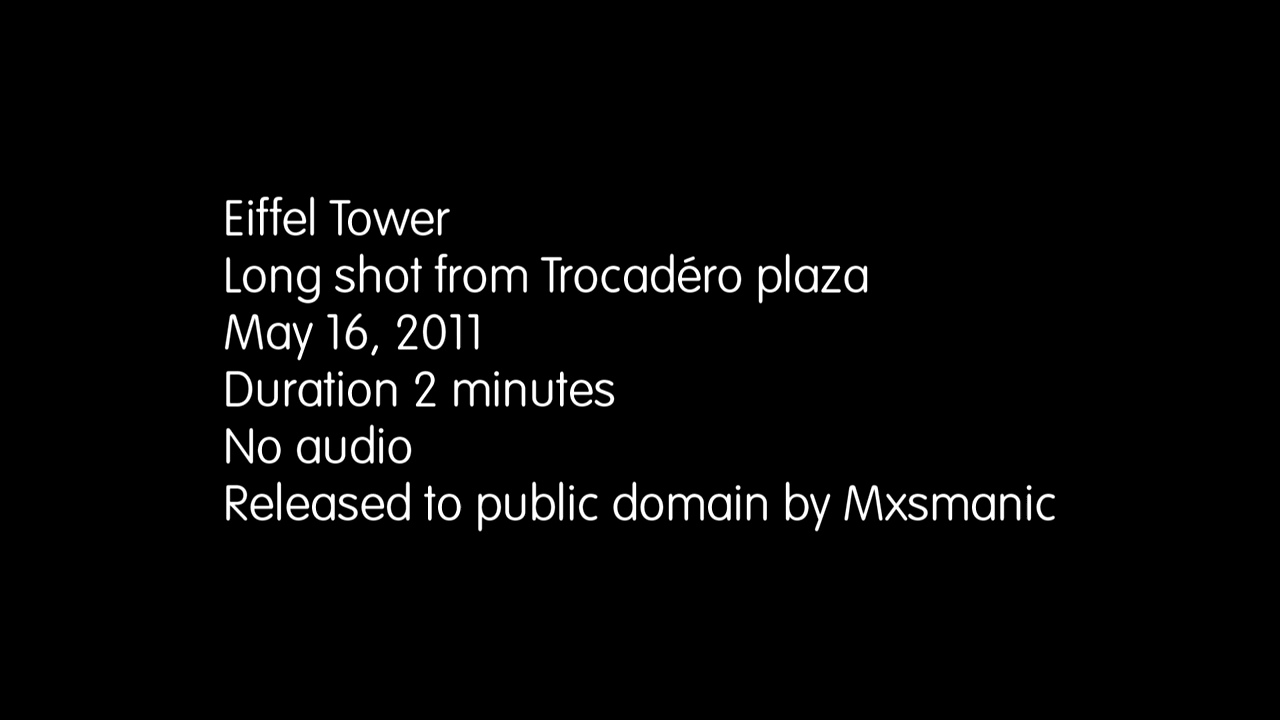 Eiffel Tower
Long shot from Trocadéro plaza
May 16, 2011
Duration 2 minutes
No audio
Released to public domain by Mxsmanic